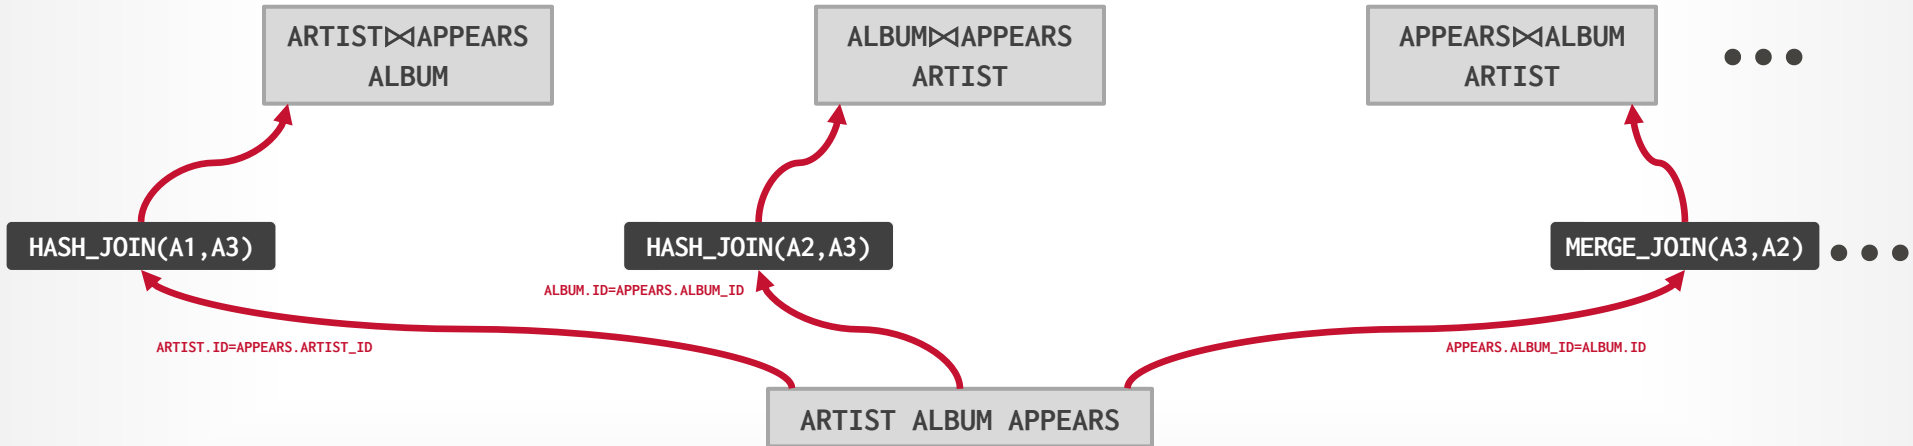 ARTIST⋈APPEARS
ALBUM
ALBUM⋈APPEARS
ARTIST
APPEARS⋈ALBUM
ARTIST
HASH_JOIN(A1,A3)
HASH_JOIN(A2,A3)
MERGE_JOIN(A3,A2)
ALBUM.ID=APPEARS.ALBUM_ID
ARTIST.ID=APPEARS.ARTIST_ID
APPEARS.ALBUM_ID=ALBUM.ID
ARTIST ALBUM APPEARS